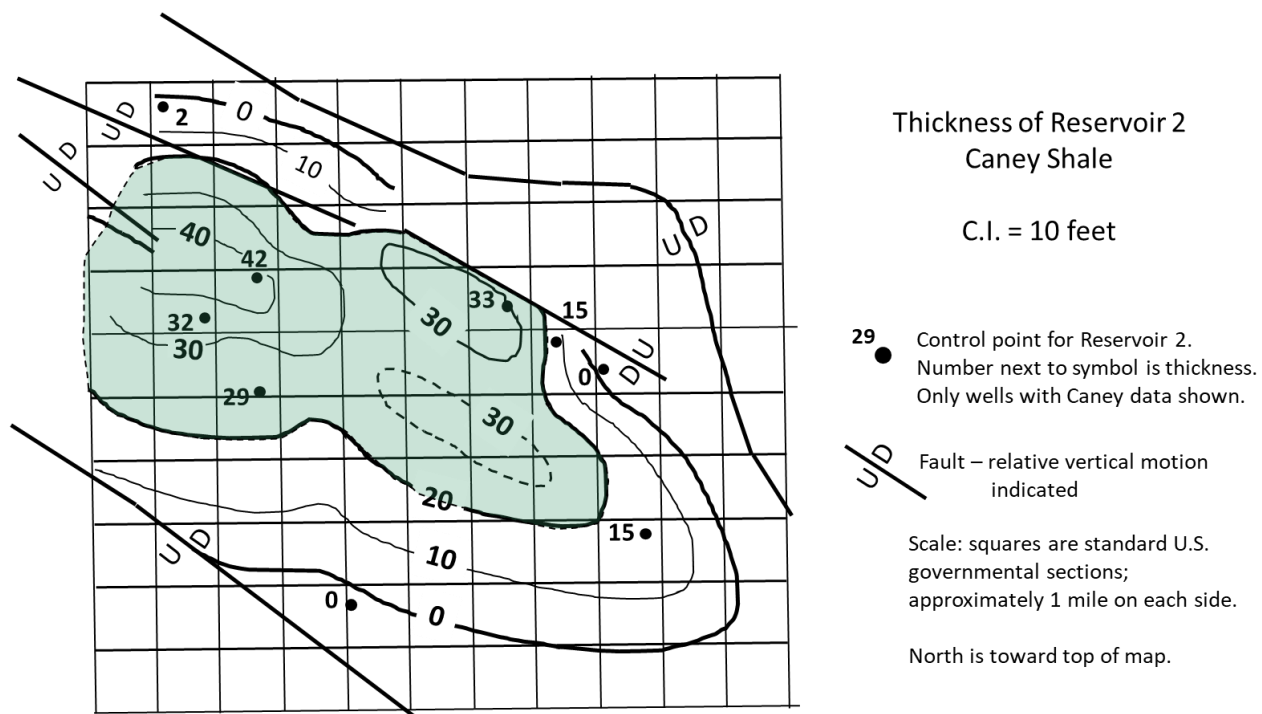 Thickness of Reservoir 2
Caney Shale
C.I. = 10 feet
29
Control point for Reservoir 2.
Number next to symbol is thickness.
Only wells with Caney data shown.
U D
Fault – relative vertical motion
indicated
Scale: squares are standard U.S.
governmental sections;
approximately 1 mile on each side.
North is toward top of map.
U D
2
0
U D
10
U D
40
42
33
15
32
30
30
0
D U
29
30
20
15
U D
10
0
0